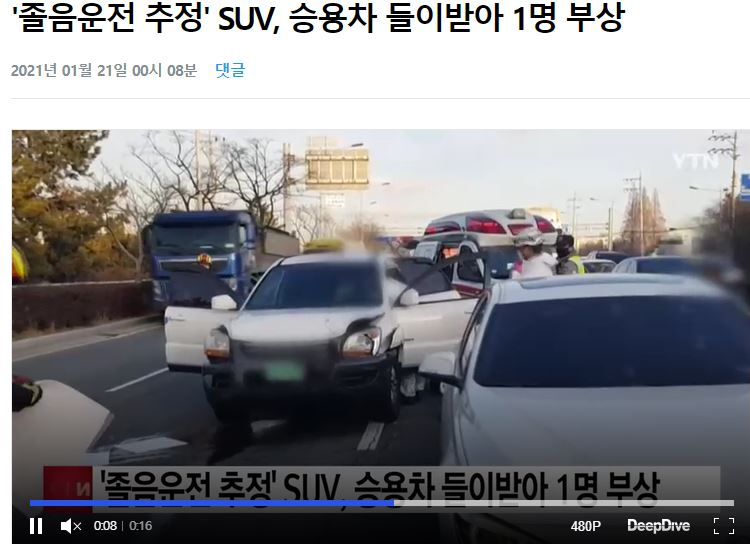 '졸음운전 추정' SUV, 승용차 들이받아 1명 부상
2021년 01월 21일 00시 08분 댓글
YTN
'졸음운전 추정' SUV, 승용차 들이받아 1명 부상
0:08 | 0:16
480P
DeepDive